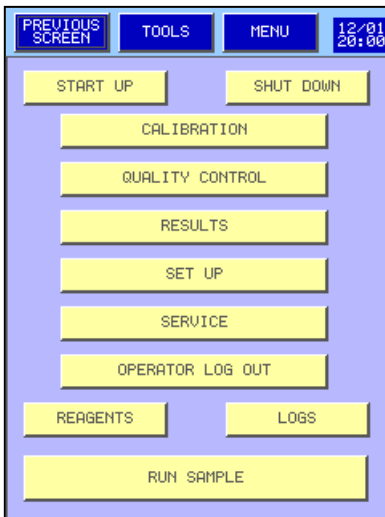 PREVIOUS SCREEN
TOOLS
MENU
12/01
20:00
START UP
SHUT DOWN
CALIBRATION
QUALITY CONTROL
RESULTS
SET UP
SERVICE
OPERATOR LOG OUT
REAGENTS
LOGS
RUN SAMPLE